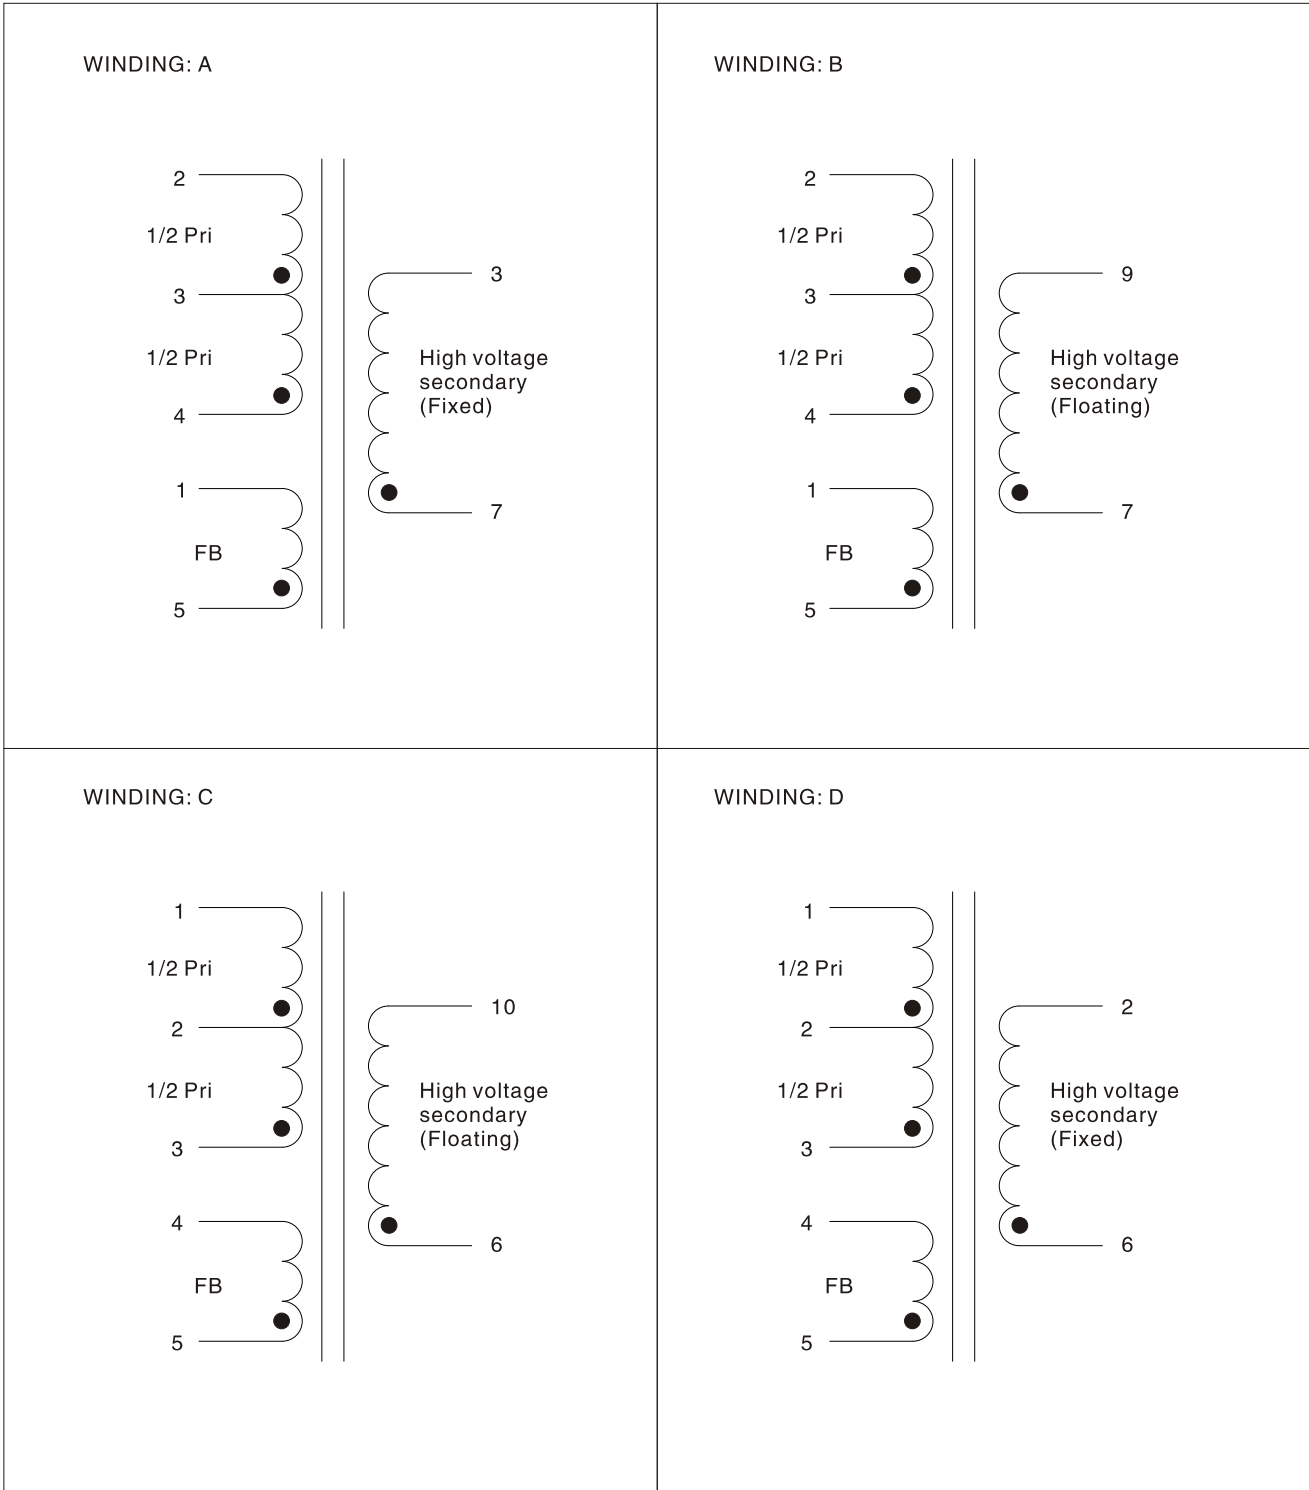 WINDING: A
2
1/2 Pri
3
1/2 Pri
4
1
FB
5
3
High voltage
secondary
(Fixed)
7
WINDING: B
2
1/2 Pri
3
1/2 Pri
4
1
FB
5
9
High voltage
secondary
(Floating)
7
WINDING: C
1
1/2 Pri
2
1/2 Pri
3
4
FB
5
10
High voltage
secondary
(Floating)
6
WINDING: D
1
1/2 Pri
2
1/2 Pri
3
4
FB
5
2
High voltage
secondary
(Fixed)
6